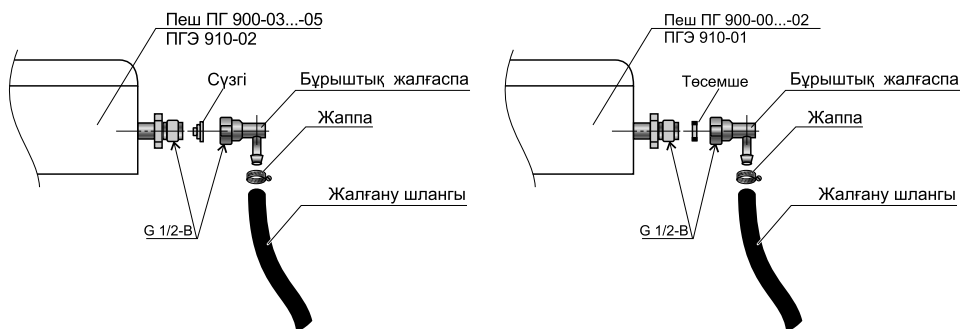 Пеш ПГ 900-03...-05
ПГЭ 910-02
Сүзгі
Бұрыштық жалғаспа
Жаппа
Жалғану шлангы
G 1/2-B
Пеш ПГ 900-00...-02
ПГЭ 910-01
Төсемше
Бұрыштық жалғаспа
Жаппа
Жалғану шлангы
G 1/2-B